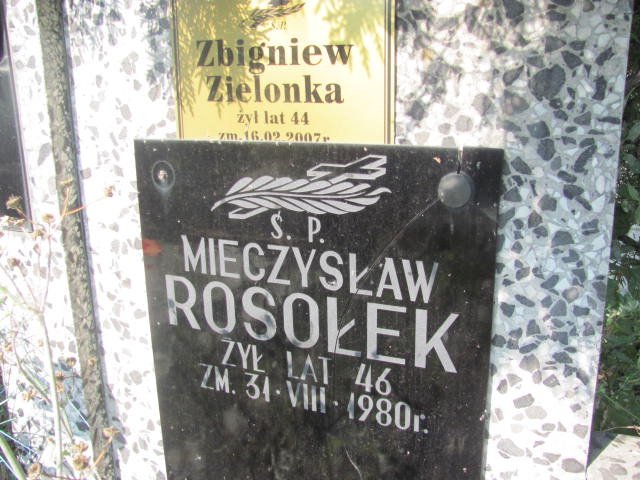 Ś.P.
Zbigniew
Zielonka
żył lat 44
zm.16.02.2007r.
Ś. P.
MIECZYSŁAW
ROSOŁEK
ŻYŁ LAT 46
ZM. 31·VIII·1980r.